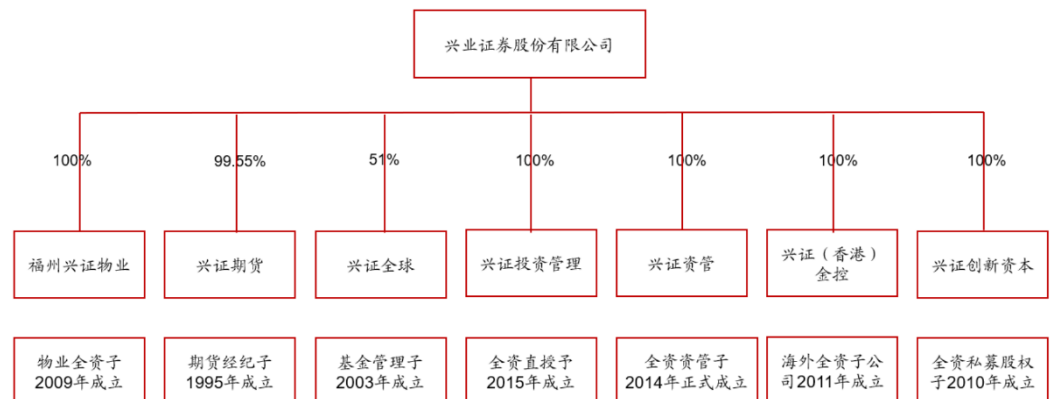 兴业证券股份有限公司
100%
99.55%
51%
100%
100%
100%
100%
福州兴证物业
兴证期货
兴证全球
兴证投资管理
兴证资管
兴证（香港）
金控
兴证创新资本
物业全资子
2009年成立
期货经纪子
1995年成立
基金管理子
2003年成立
全资直授予
2015年成立
全资资管子
2014年正式成立
海外全资子公
司2011年成立
全资私募股权
子2010年成立